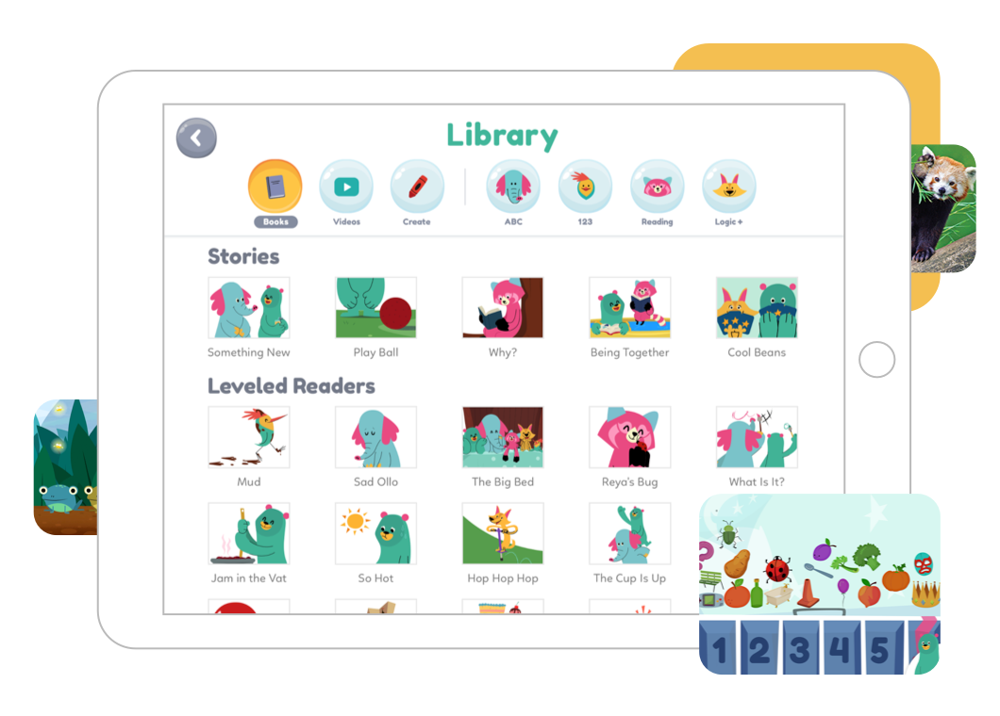 Library
Books Videos Create ABC 123 Reading Logic +
Stories
Something New Play Ball Why? Being Together Cool Beans
Leveled Readers
Mud Sad Ollo The Big Bed Reya's Bug What Is It?
Jam in the Vat So Hot Hop Hop Hop The Cup Is Up
?
1 2 3 4 5